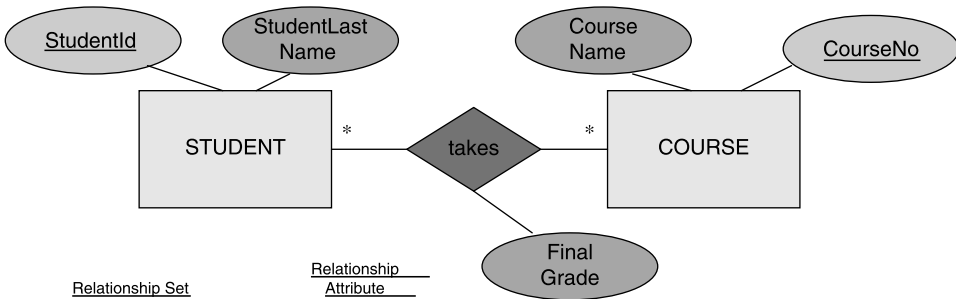 StudentId
StudentLast
Name
Course
Name
CourseNo
STUDENT
*
takes
*
COURSE
Final
Grade
Relationship Set
Relationship
Attribute